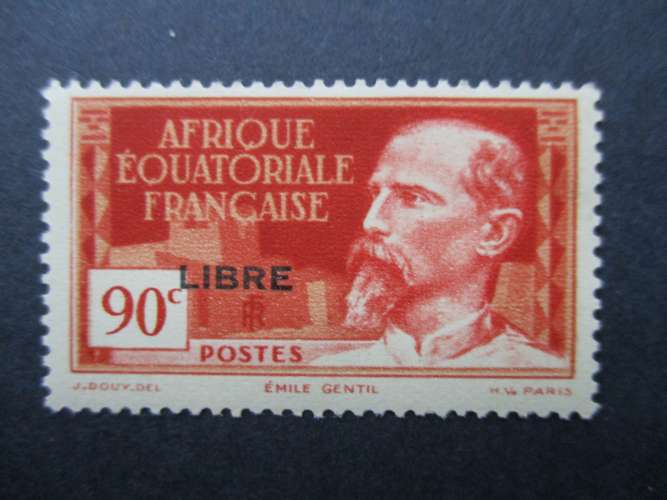 AFRIQUE
ÉQUATORIALE
FRANÇAISE
LIBRE
90c
RF
POSTES
J.DOUY.DEL
ÉMILE GENTIL
H.V. PARIS